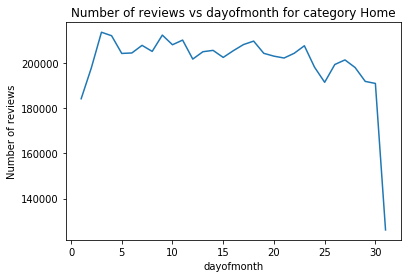 Number of reviews vs dayofmonth for category Home
Number of reviews
200000
180000
160000
140000
0 5 10 15 20 25 30
dayofmonth